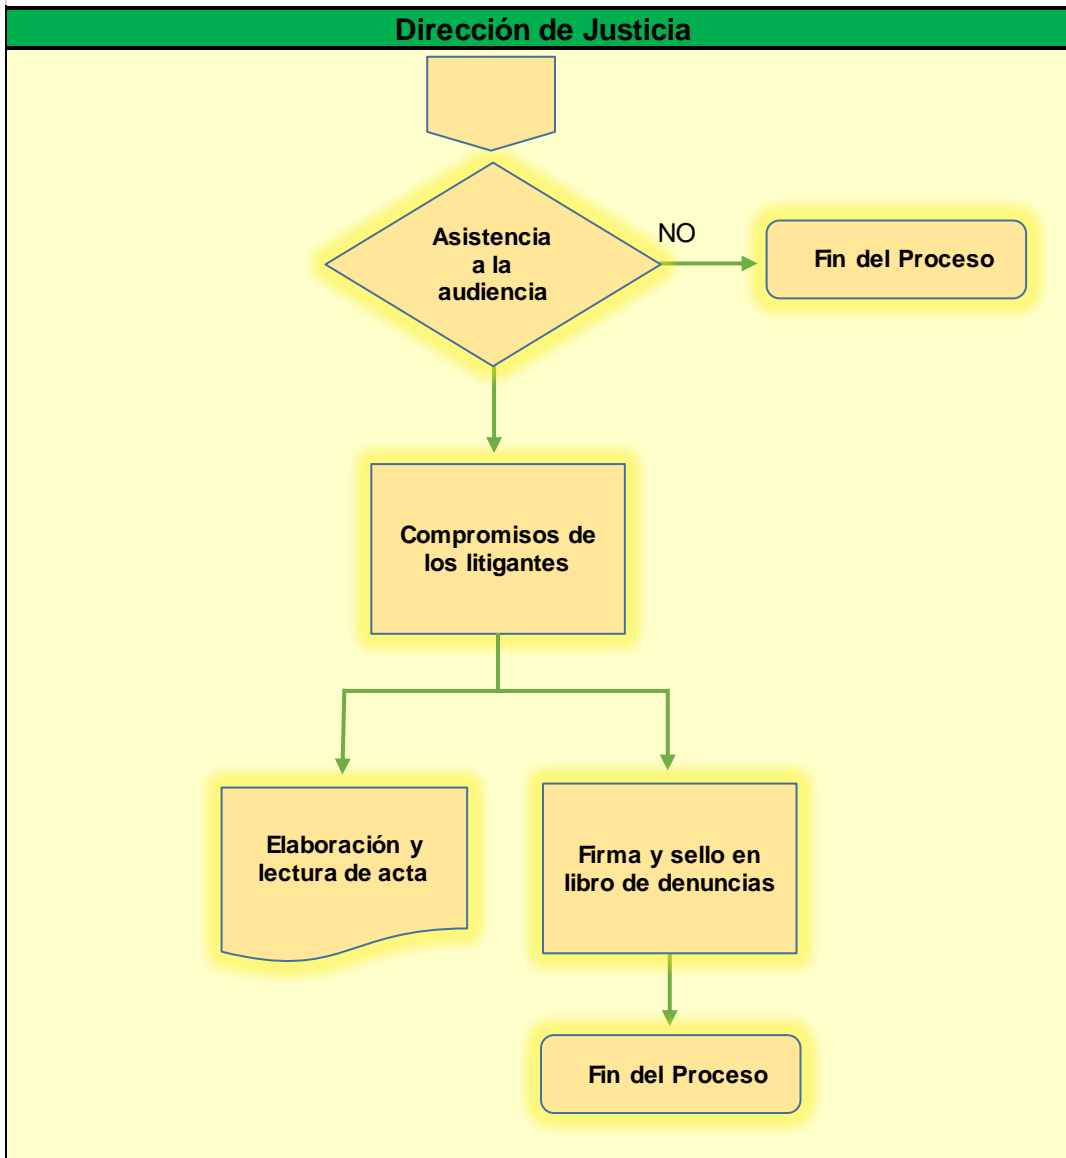 Dirección de Justicia
Asistencia
a la
audiencia
NO
Fin del Proceso
Compromisos de
los litigantes
Elaboración y
lectura de acta
Firma y sello en
libro de denuncias
Fin del Proceso